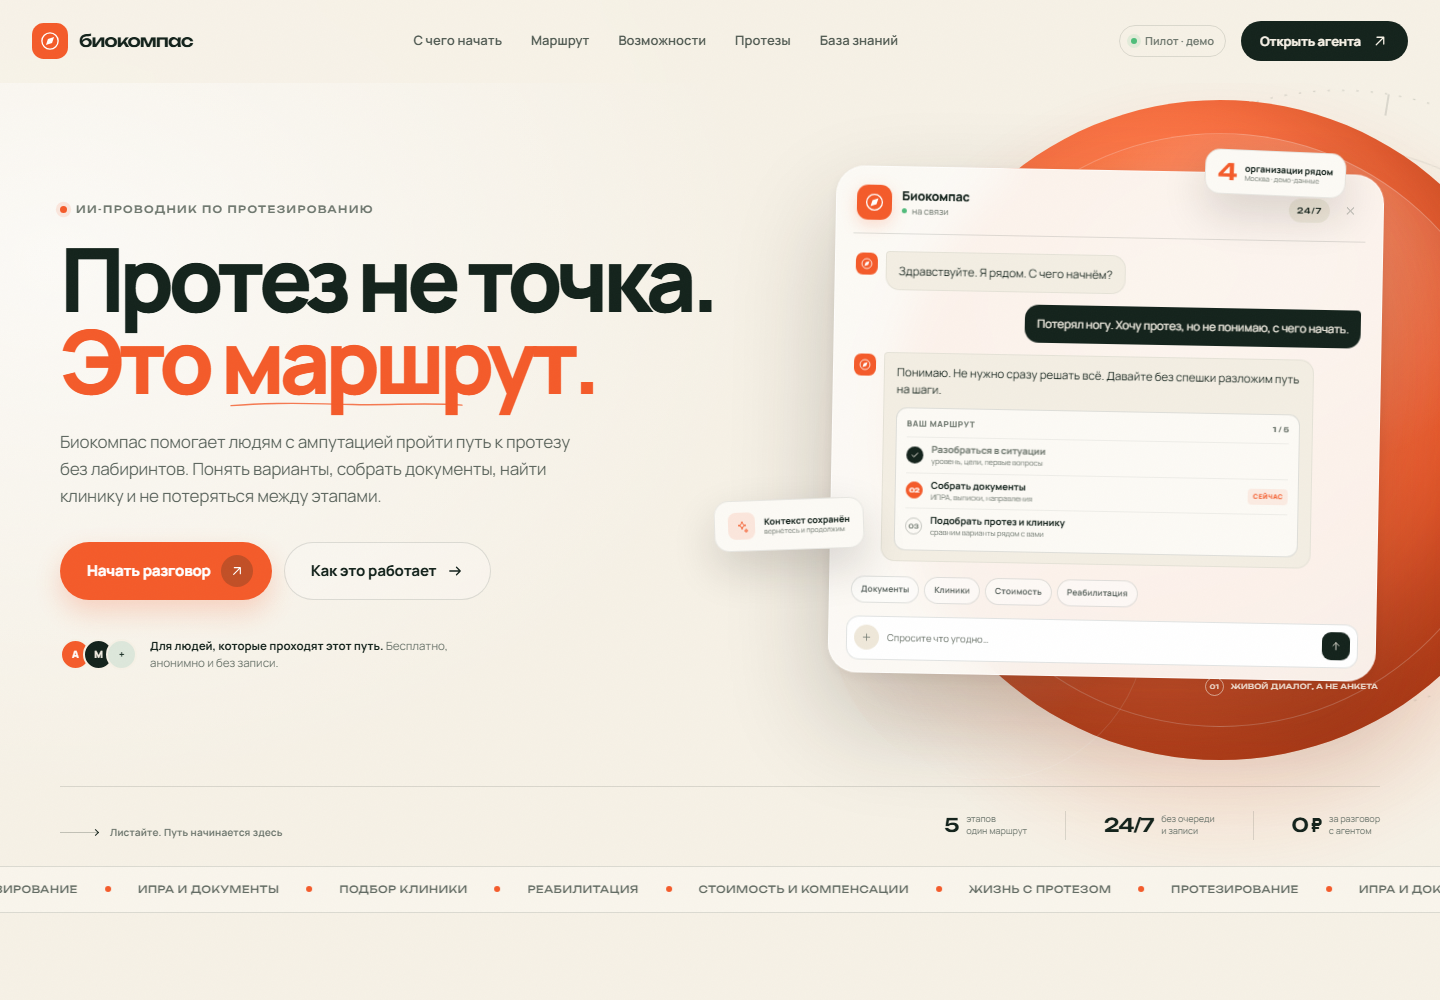 биокомпас
С чего начать
Маршрут
Возможности
Протезы
База знаний
Пилот · демо
Открыть агента
ИИ-ПРОВОДНИК ПО ПРОТЕЗИРОВАНИЮ
Протез не точка.
Это маршрут.
Биокомпас помогает людям с ампутацией пройти путь к протезу
без лабиринтов. Понять варианты, собрать документы, найти
клинику и не потеряться между этапами.
Начать разговор
Как это работает
А
М
+
Для людей, которые проходят этот путь. Бесплатно,
анонимно и без записи.
4
организации рядом
Москва · демо-данные
Биокомпас
на связи
24/7
Здравствуйте. Я рядом. С чего начнём?
Потерял ногу. Хочу протез, но не понимаю, с чего начать.
Понимаю. Не нужно сразу решать всё. Давайте без спешки разложим путь
на шаги.
ВАШ МАРШРУТ
1 / 5
Разобраться в ситуации
уровень, цели, первые вопросы
02
Собрать документы
ИПРА, выписки, направления
СЕЙЧАС
03
Подобрать протез и клинику
сравним варианты рядом с вами
Контекст сохранён
вернётесь и продолжим
Документы
Клиники
Стоимость
Реабилитация
Спросите что угодно...
01
ЖИВОЙ ДИАЛОГ, А НЕ АНКЕТА
Листайте. Путь начинается здесь
5
этапов
один маршрут
24/7
без очереди
и записи
0 ₽
за разговор
с агентом
ЗИРОВАНИЕ
ИПРА И ДОКУМЕНТЫ
ПОДБОР КЛИНИКИ
РЕАБИЛИТАЦИЯ
СТОИМОСТЬ И КОМПЕНСАЦИИ
ЖИЗНЬ С ПРОТЕЗОМ
ПРОТЕЗИРОВАНИЕ
ИПРА И ДОК